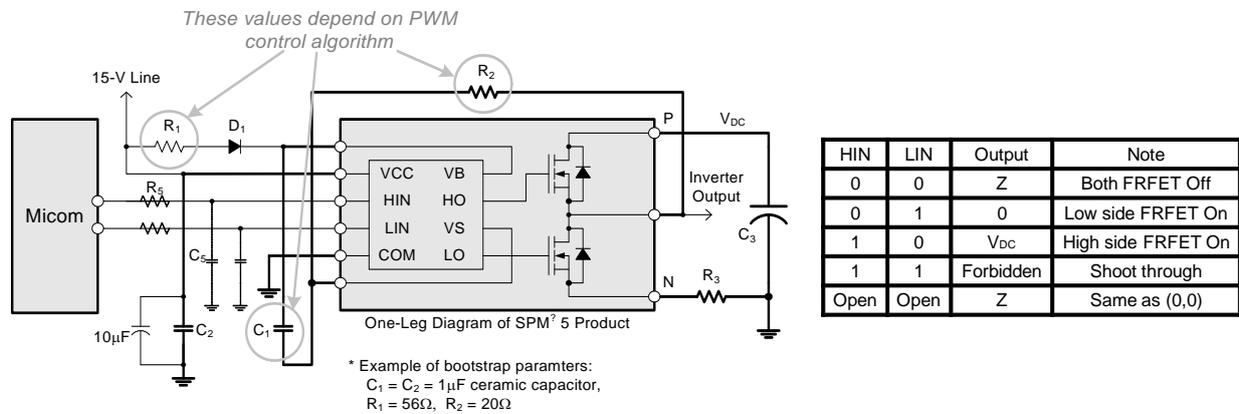 These values depend on PWM
control algorithm
15-V Line
R1
D1
R2
P
VDC
Micom
R5
C5
10μF
C2
C1
VCC
VB
HIN
HO
LIN
VS
COM
LO
Inverter
Output
C3
N
R3
One-Leg Diagram of SPM? 5 Product
* Example of bootstrap paramters:
C1 = C2 = 1μF ceramic capacitor,
R1 = 56Ω, R2 = 20Ω
HIN LIN Output Note
0 0 Z Both FRFET Off
0 1 0 Low side FRFET On
1 0 VDC High side FRFET On
1 1 Forbidden Shoot through
Open Open Z Same as (0,0)